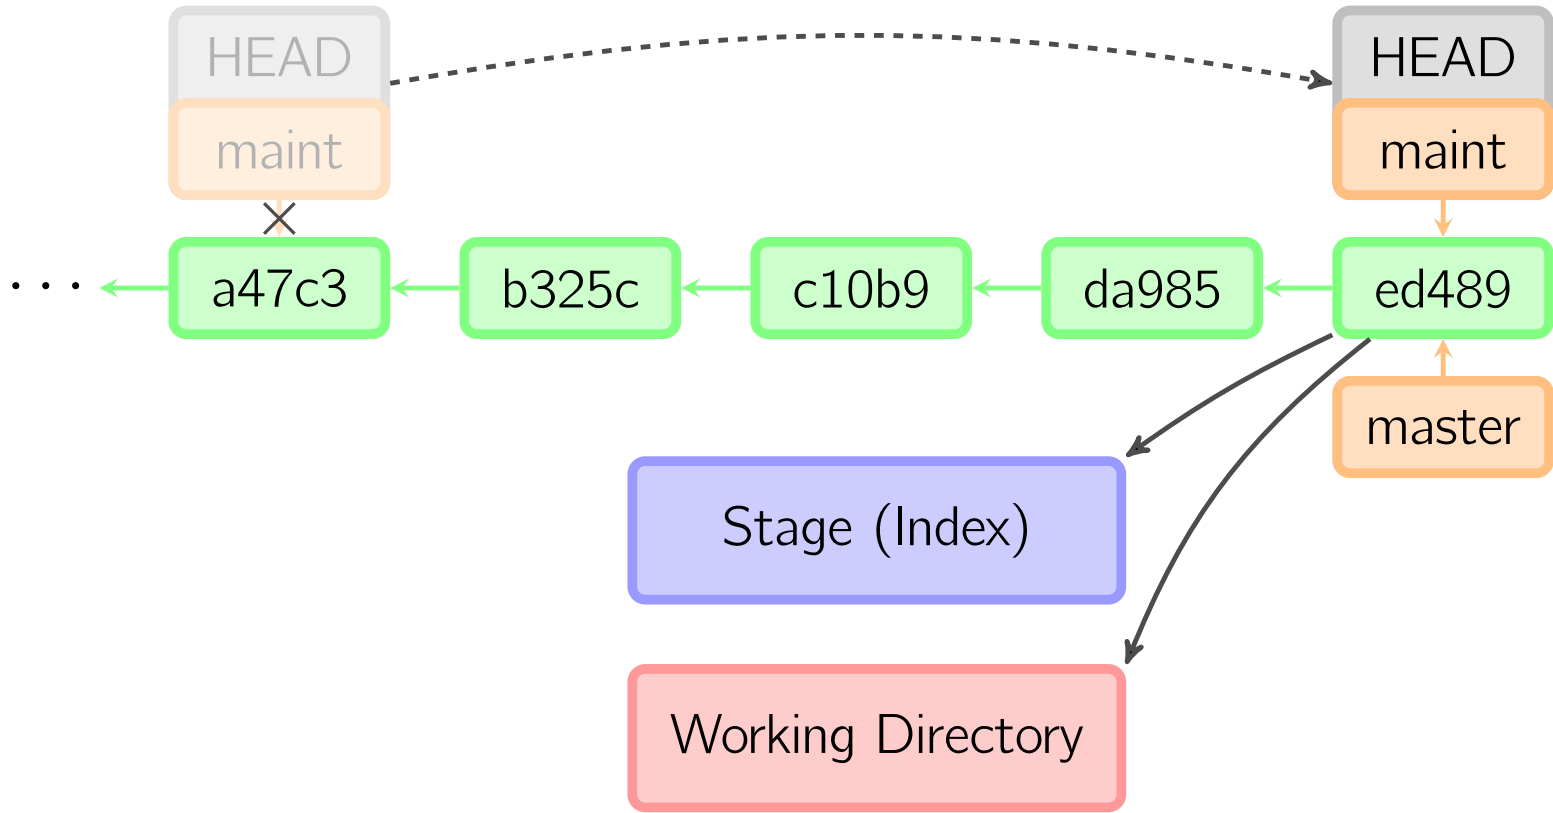 HEAD
HEAD
maint
maint
... a47c3 b325c c10b9 da985 ed489
master
Stage (Index)
Working Directory